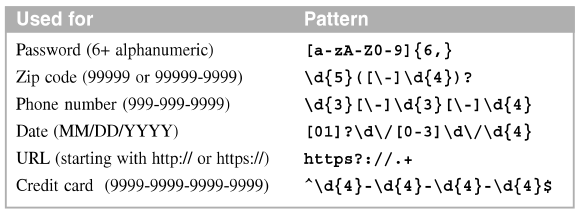 Used for Pattern
Password (6+ alphanumeric) [a-zA-Z0-9]{6,}
Zip code (99999 or 99999-9999) \d{5}([\-]\d{4})?
Phone number (999-999-9999) \d{3}[\-]\d{3}[\-]\d{4}
Date (MM/DD/YYYY) [01]?\d\/[0-3]\d\/\d{4}
URL (starting with http:// or https://) https?://.+
Credit card (9999-9999-9999-9999) ^\d{4}-\d{4}-\d{4}-\d{4}$